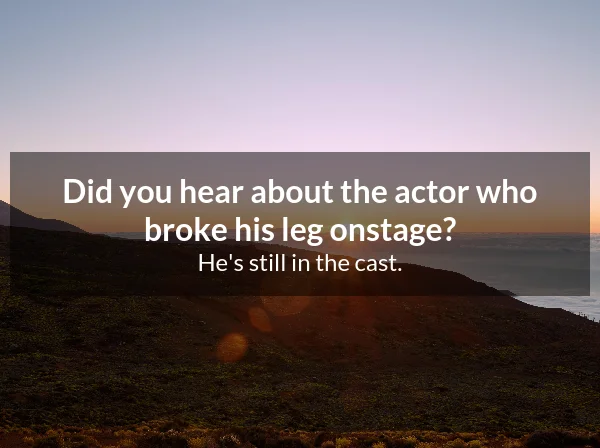 Did you hear about the actor who
broke his leg onstage?
He's still in the cast.